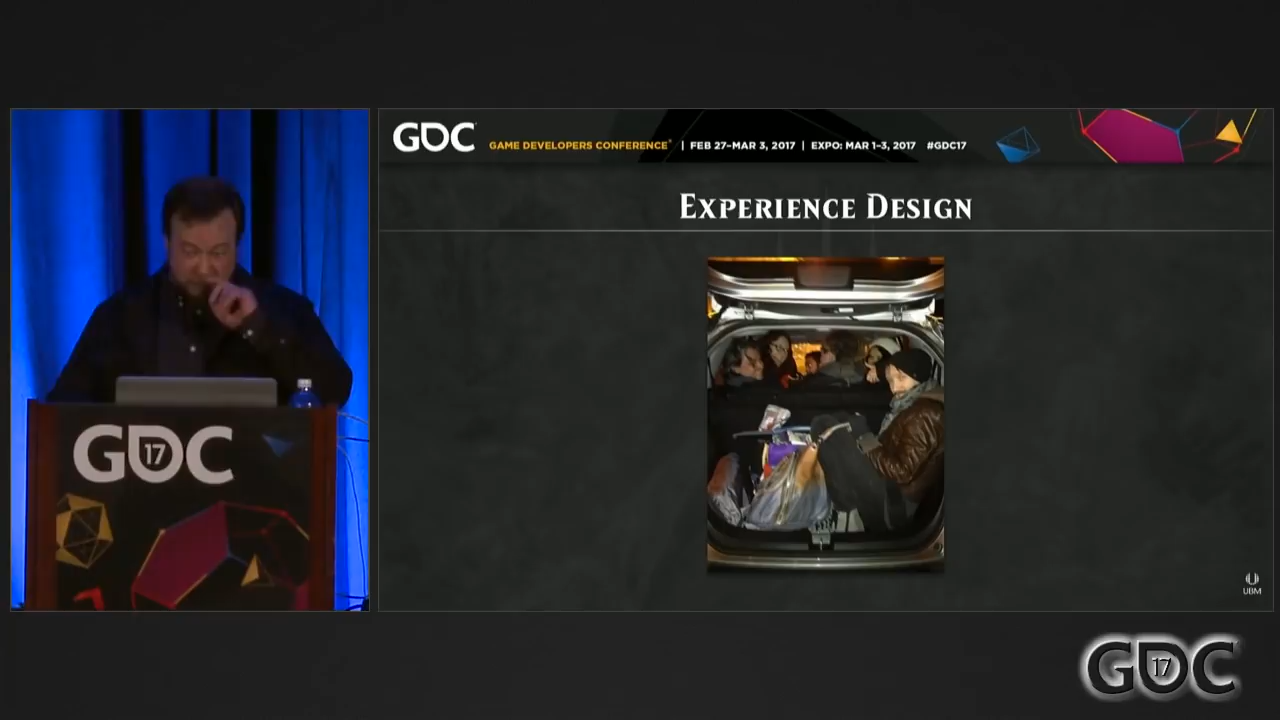 GDC
GAME DEVELOPERS CONFERENCE® | FEB 27–MAR 3, 2017 | EXPO: MAR 1–3, 2017 #GDC17
EXPERIENCE DESIGN
GDC
17
UBM
GDC
17